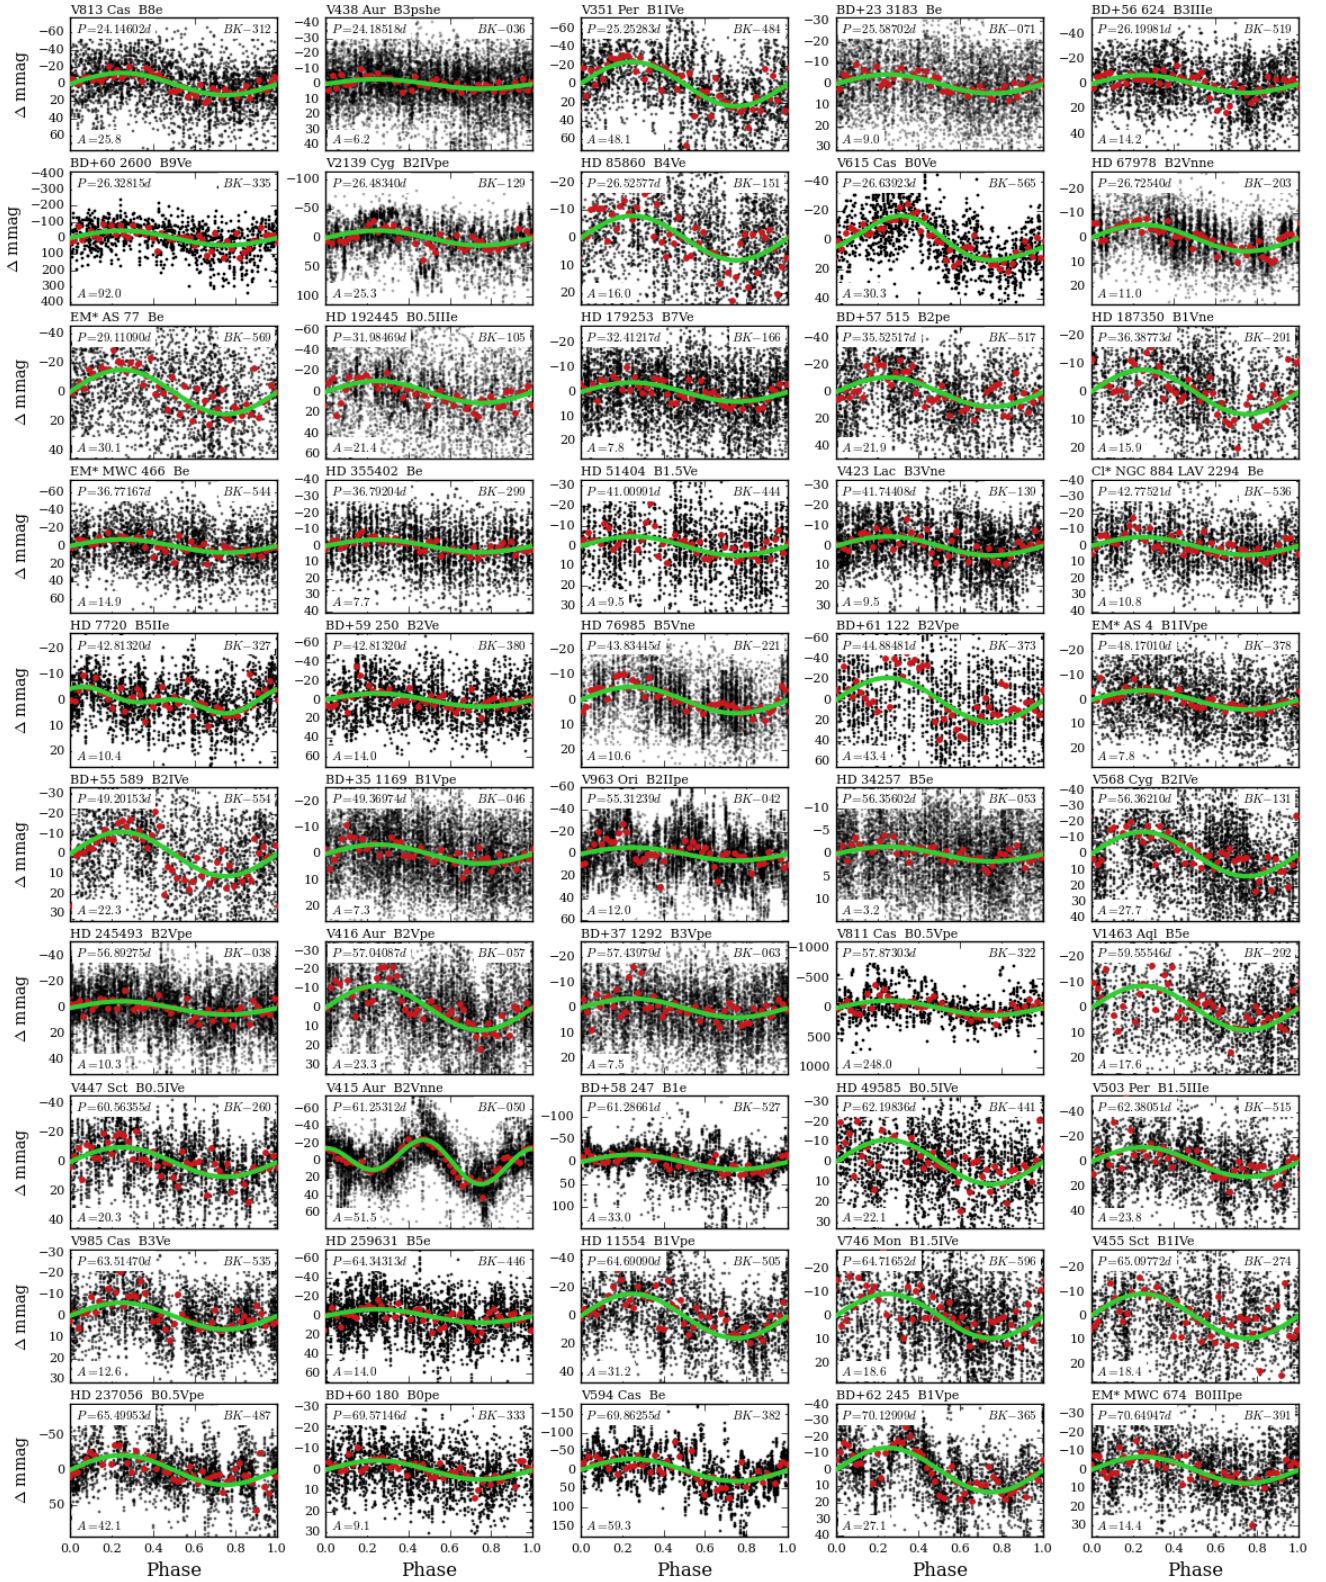 V813 Cas B8e
P=24.14602d BK−312
A=25.8
V438 Aur B3pshe
P=24.18518d BK−036
A=6.2
V351 Per B1IVe
P=25.25283d BK−484
A=48.1
BD+23 3183 Be
P=25.58702d BK−071
A=9.0
BD+56 624 B3IIIe
P=26.19981d BK−519
A=14.2
BD+60 2600 B9Ve
P=26.32815d BK−335
A=92.0
V2139 Cyg B2IVpe
P=26.48340d BK−129
A=25.3
HD 85860 B4Ve
P=26.52577d BK−151
A=16.0
V615 Cas B0Ve
P=26.63923d BK−565
A=30.3
HD 67978 B2Vnne
P=26.72540d BK−203
A=11.0
EM* AS 77 Be
P=29.11090d BK−569
A=30.1
HD 192445 B0.5IIIe
P=31.98469d BK−105
A=21.4
HD 179253 B7Ve
P=32.41217d BK−166
A=7.8
BD+57 515 B2pe
P=35.52517d BK−517
A=21.9
HD 187350 B1Vne
P=36.38773d BK−291
A=15.9
EM* MWC 466 Be
P=36.77167d BK−544
A=14.9
HD 355402 Be
P=36.79204d BK−299
A=7.7
HD 51404 B1.5Ve
P=41.00991d BK−444
A=9.5
V423 Lac B3Vne
P=41.74408d BK−139
A=9.5
Cl* NGC 884 LAV 2294 Be
P=42.77521d BK−536
A=10.8
HD 7720 B5IIe
P=42.81320d BK−327
A=10.4
BD+59 250 B2Ve
P=42.81320d BK−380
A=14.0
HD 76985 B5Vne
P=43.83445d BK−221
A=10.6
BD+61 122 B2Vpe
P=44.88481d BK−373
A=43.4
EM* AS 4 B1IVpe
P=48.17010d BK−378
A=7.8
BD+55 589 B2IVe
P=49.20153d BK−554
A=22.3
BD+35 1169 B1Vpe
P=49.36974d BK−046
A=7.3
V963 Ori B2IIpe
P=55.31239d BK−042
A=12.0
HD 34257 B5e
P=56.35602d BK−053
A=3.2
V568 Cyg B2IVe
P=56.36210d BK−131
A=27.7
HD 245493 B2Vpe
P=56.89275d BK−038
A=10.3
V416 Aur B2Vpe
P=57.04087d BK−057
A=23.3
BD+37 1292 B3Vpe
P=57.43979d BK−063
A=7.5
V811 Cas B0.5Vpe
P=57.87303d BK−322
A=248.0
V1463 Aql B5e
P=59.55546d BK−292
A=17.6
V447 Sct B0.5IVe
P=60.56355d BK−260
A=20.3
V415 Aur B2Vnne
P=61.25312d BK−050
A=51.5
BD+58 247 B1e
P=61.28661d BK−527
A=33.0
HD 49585 B0.5IVe
P=62.19836d BK−441
A=22.1
V503 Per B1.5IIIe
P=62.38051d BK−515
A=23.8
V985 Cas B3Ve
P=63.51470d BK−535
A=12.6
HD 259631 B5e
P=64.34313d BK−446
A=14.0
HD 11554 B1Vpe
P=64.69090d BK−505
A=31.2
V746 Mon B1.5IVe
P=64.71652d BK−596
A=18.6
V455 Sct B1IVe
P=65.09772d BK−274
A=18.4
HD 237056 B0.5Vpe
P=65.49953d BK−487
A=42.1
BD+60 180 B0pe
P=69.57146d BK−333
A=9.1
V594 Cas Be
P=69.86255d BK−382
A=59.3
BD+62 245 B1Vpe
P=70.12999d BK−365
A=27.1
EM* MWC 674 B0IIIpe
P=70.64947d BK−391
A=14.4
Δ mmag
0.0 0.2 0.4 0.6 0.8 1.0
Phase Phase Phase Phase Phase